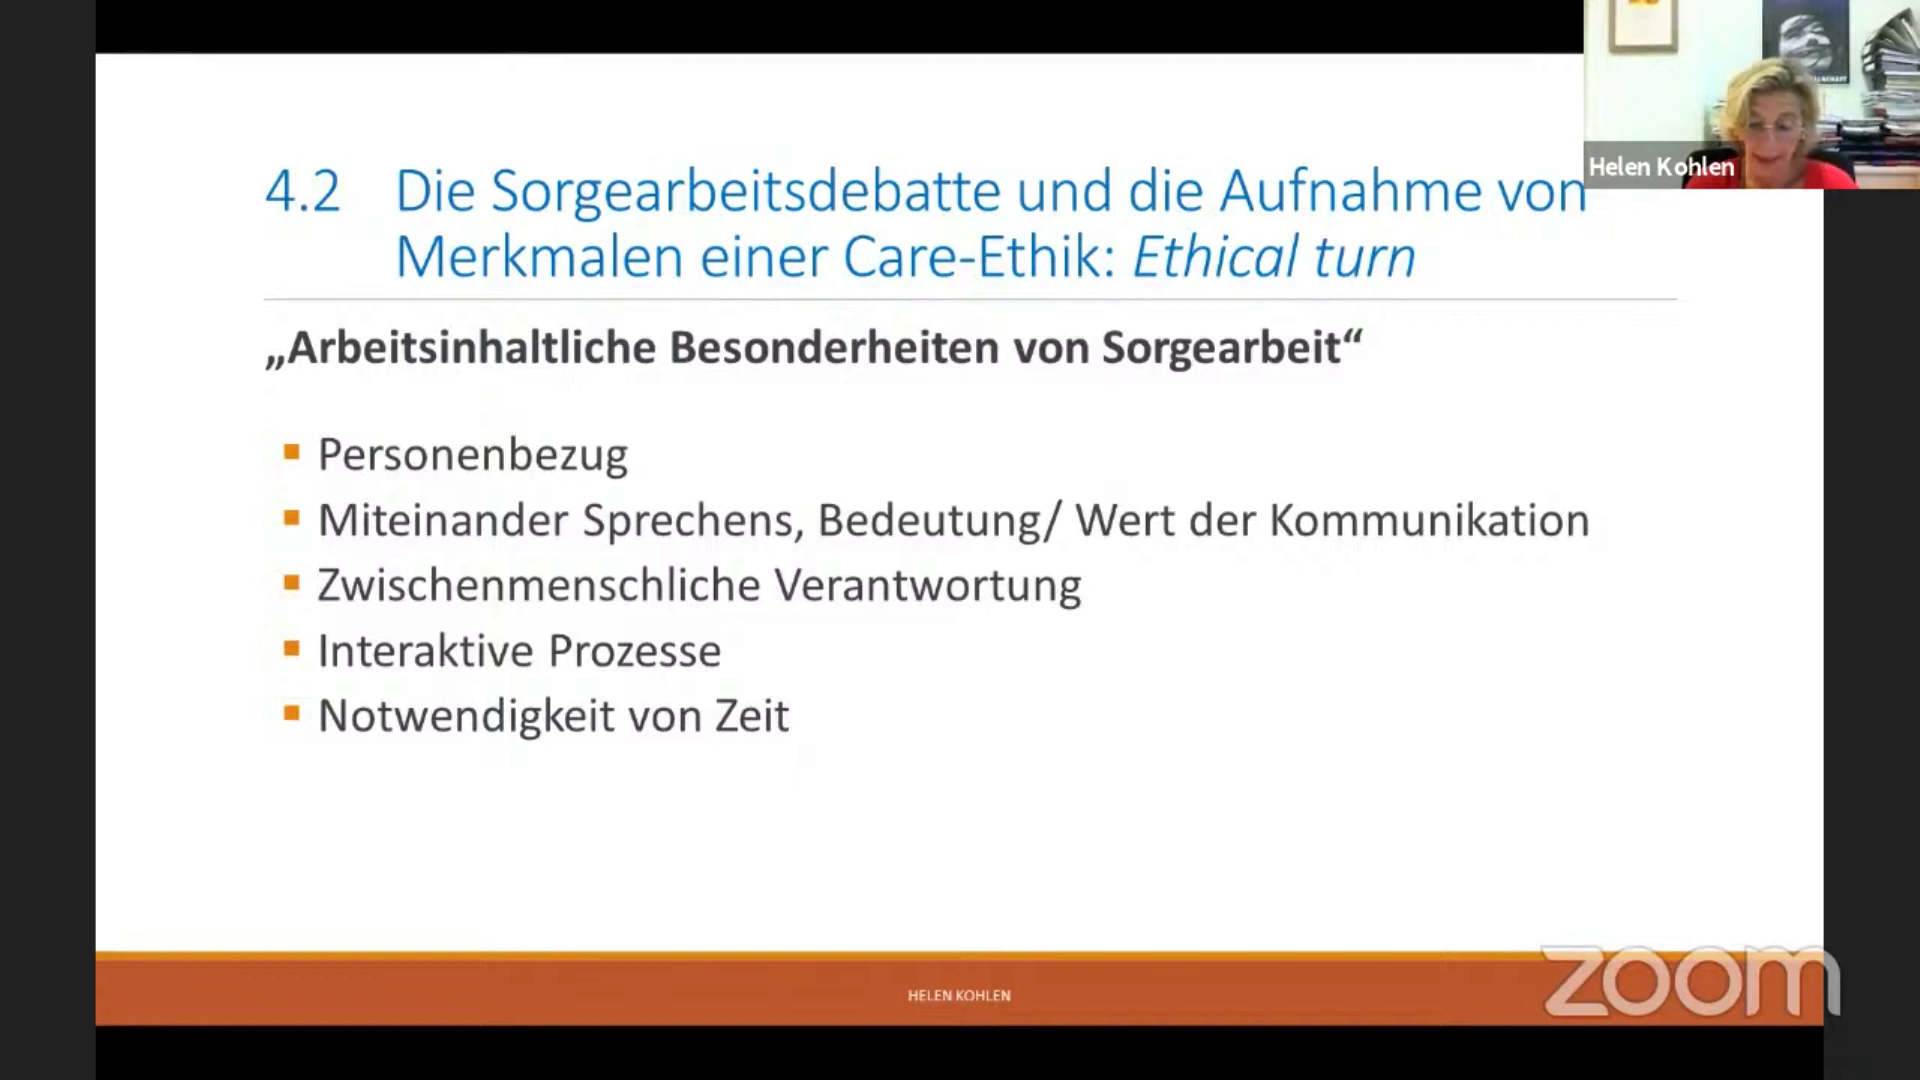 4.2 Die Sorgearbeitsdebatte und die Aufnahme von
Merkmalen einer Care-Ethik: Ethical turn
„Arbeitsinhaltliche Besonderheiten von Sorgearbeit“
Personenbezug
Miteinander Sprechens, Bedeutung/ Wert der Kommunikation
Zwischenmenschliche Verantwortung
Interaktive Prozesse
Notwendigkeit von Zeit
HELEN KOHLEN
Helen Kohlen
zoom